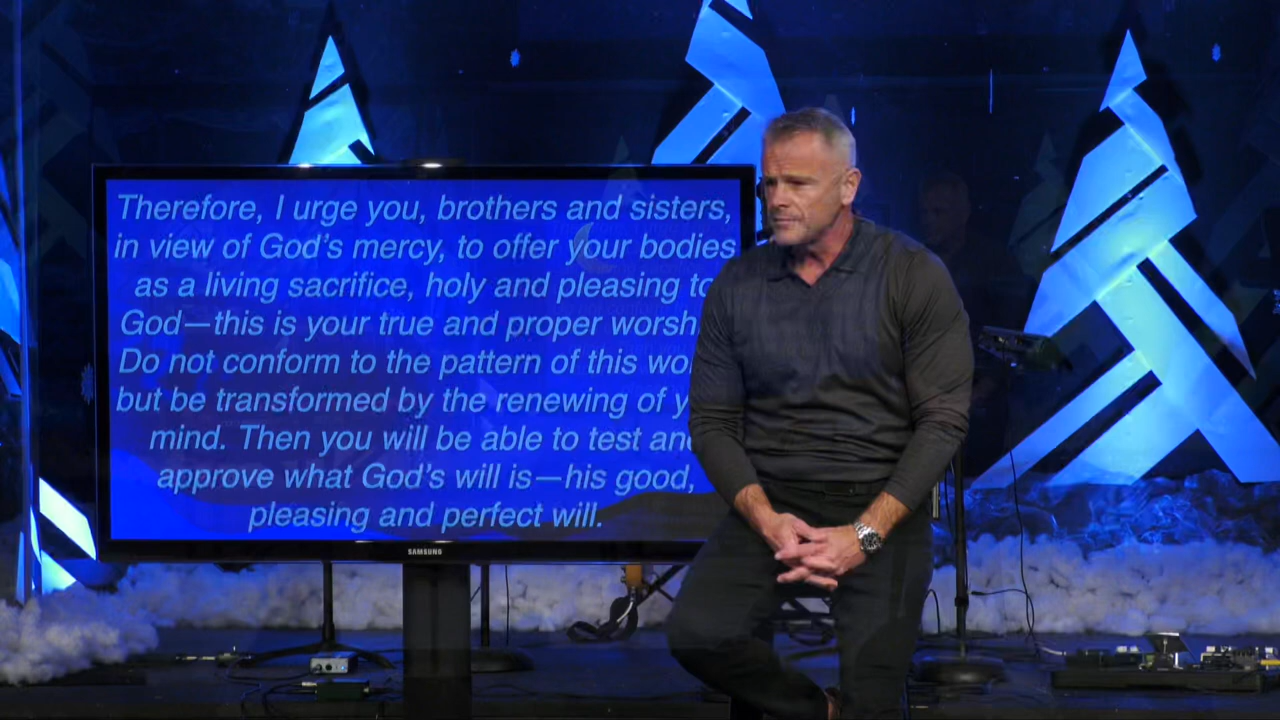 Therefore, I urge you, brothers and sisters,
in view of God's mercy, to offer your bodies
as a living sacrifice, holy and pleasing to
God—this is your true and proper
Do not conform to the pattern of this
but be transformed by the renewing of
mind. Then you will be able to test and
approve what God's will is—his good,
pleasing and perfect will.
SAMSUNG